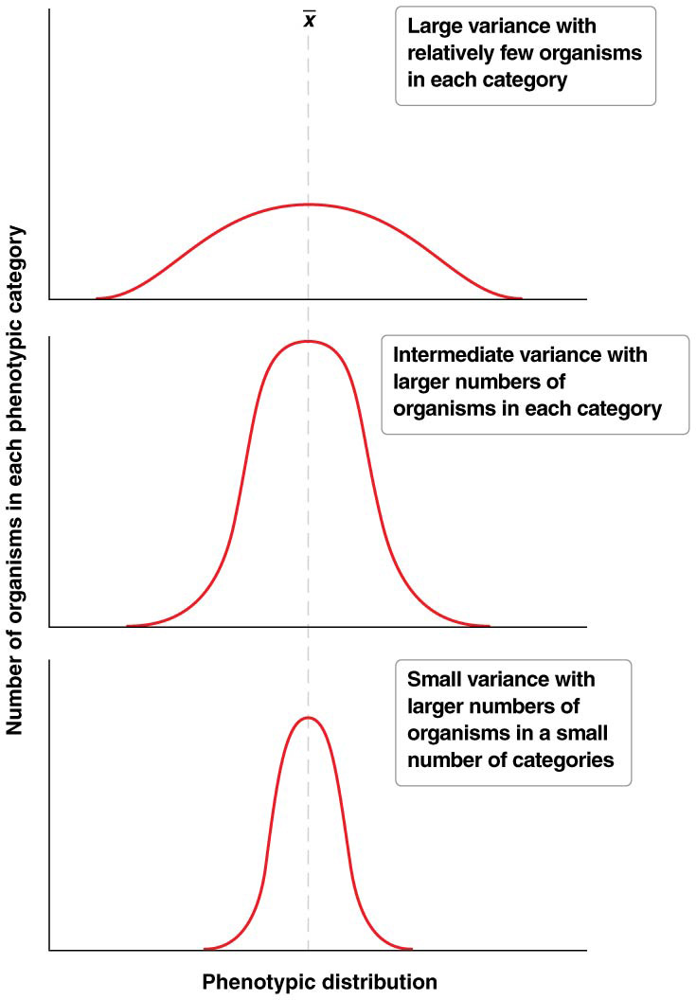 x̅
Large variance with
relatively few organisms
in each category
Number of organisms in each phenotypic category
Intermediate variance with
larger numbers of
organisms in each category
Small variance with
larger numbers of
organisms in a small
number of categories
Phenotypic distribution